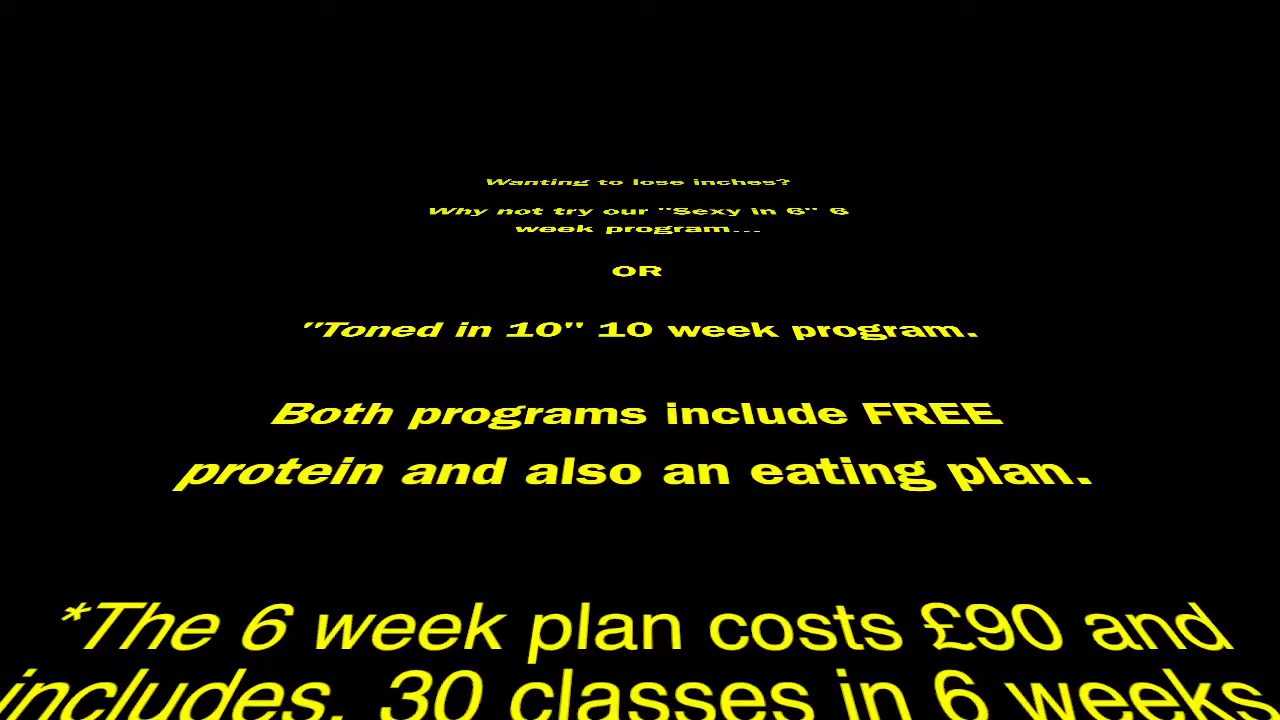 Wanting to lose inches?
Why not try our "Sexy in 6" 6
week program...
OR
"Toned in 10" 10 week program.
Both programs include FREE
protein and also an eating plan.
*The 6 week plan costs £90 and
includes, 30 classes in 6 weeks